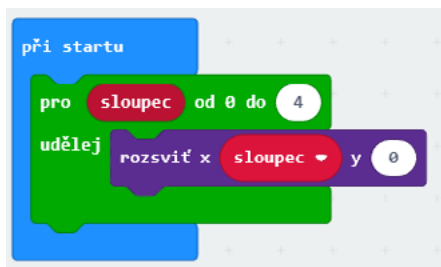 při startu
pro sloupec od 0 do 4
udělej
rozsviť x sloupec y 0